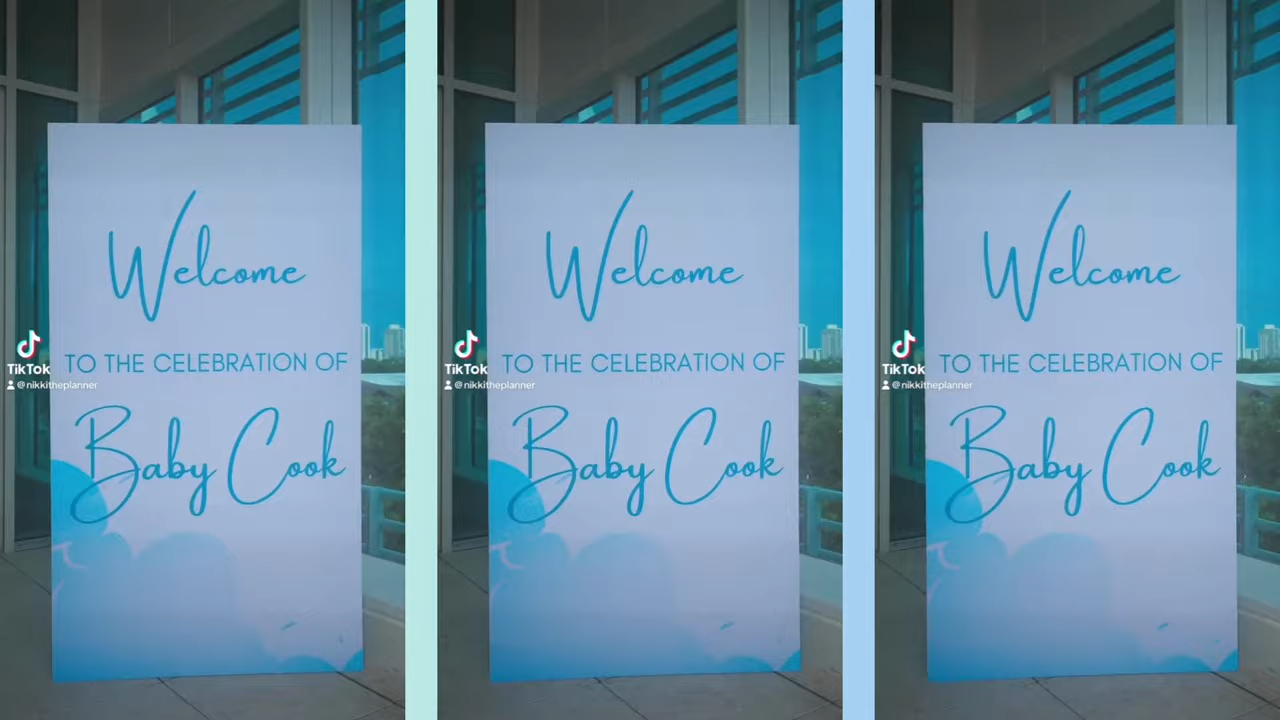 Welcome
TO THE CELEBRATION OF
Baby Cook
TikTok
@nikkitheplanner
Welcome
TO THE CELEBRATION OF
Baby Cook
TikTok
@nikkitheplanner
Welcome
TO THE CELEBRATION OF
Baby Cook
TikTok
@nikkitheplanner